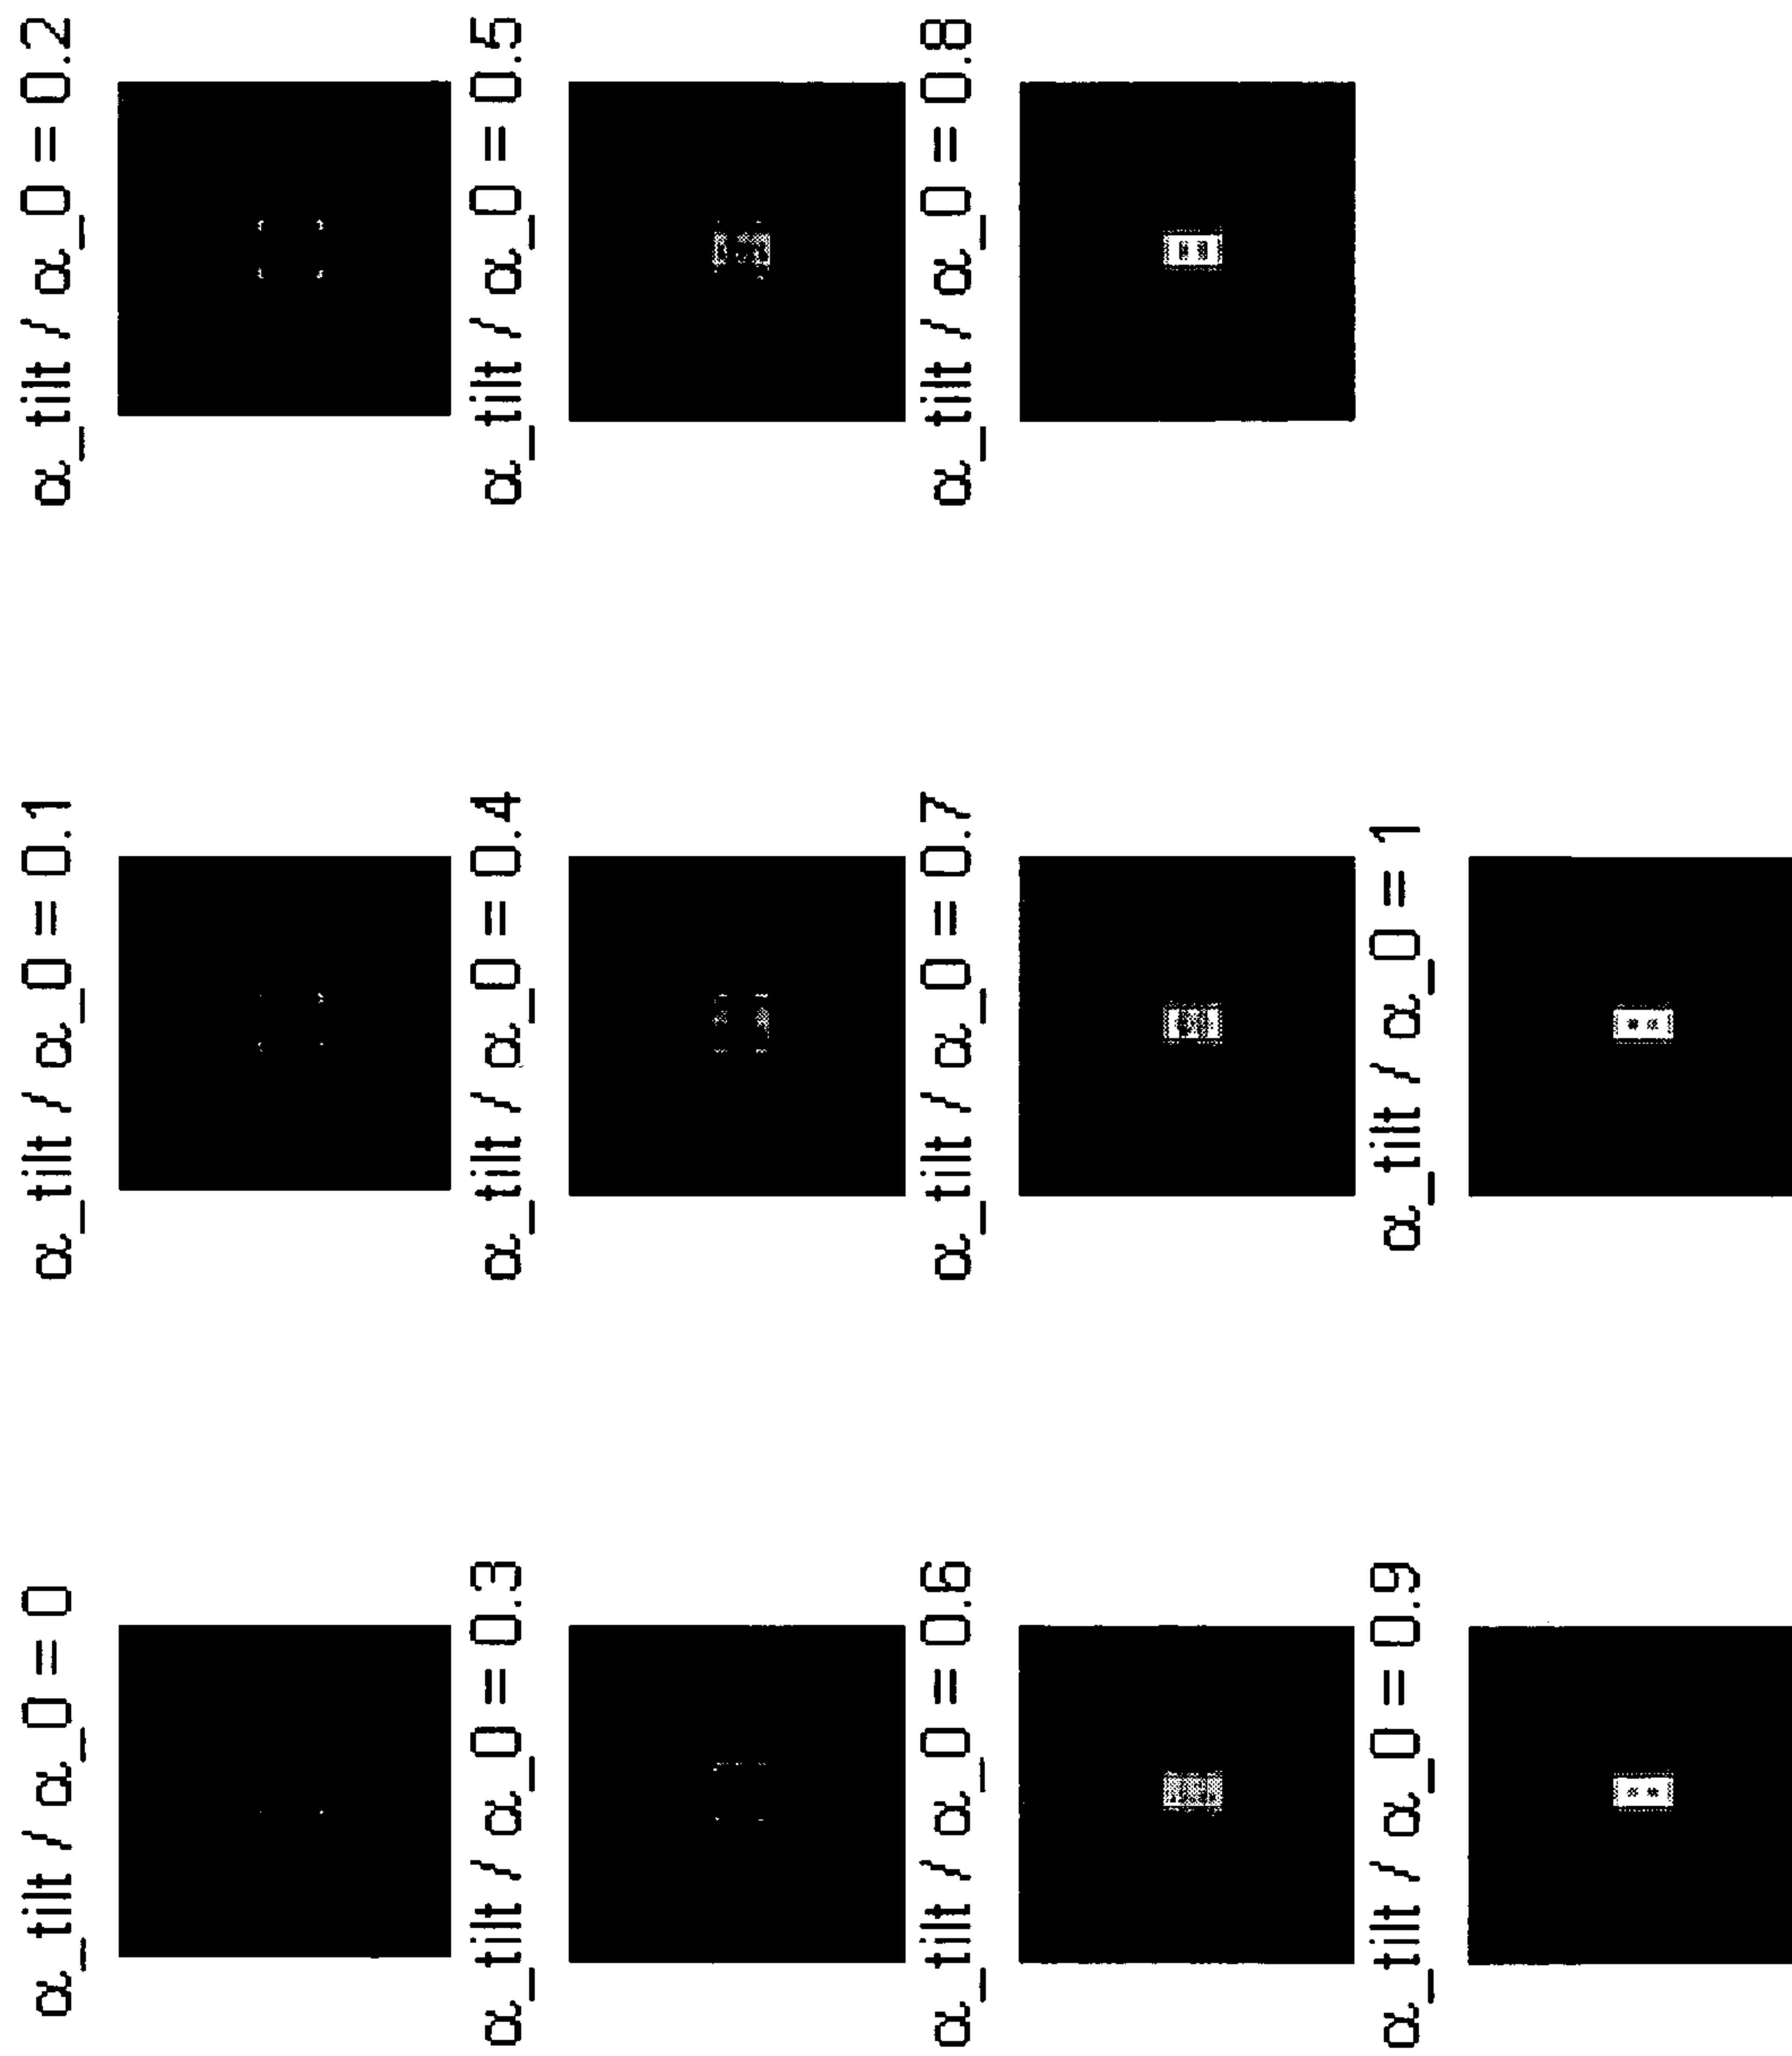 α_tilt / α_0 = 0
α_tilt / α_0 = 0.1
α_tilt / α_0 = 0.2
α_tilt / α_0 = 0.3
α_tilt / α_0 = 0.4
α_tilt / α_0 = 0.5
α_tilt / α_0 = 0.6
α_tilt / α_0 = 0.7
α_tilt / α_0 = 0.8
α_tilt / α_0 = 0.9
α_tilt / α_0 = 1